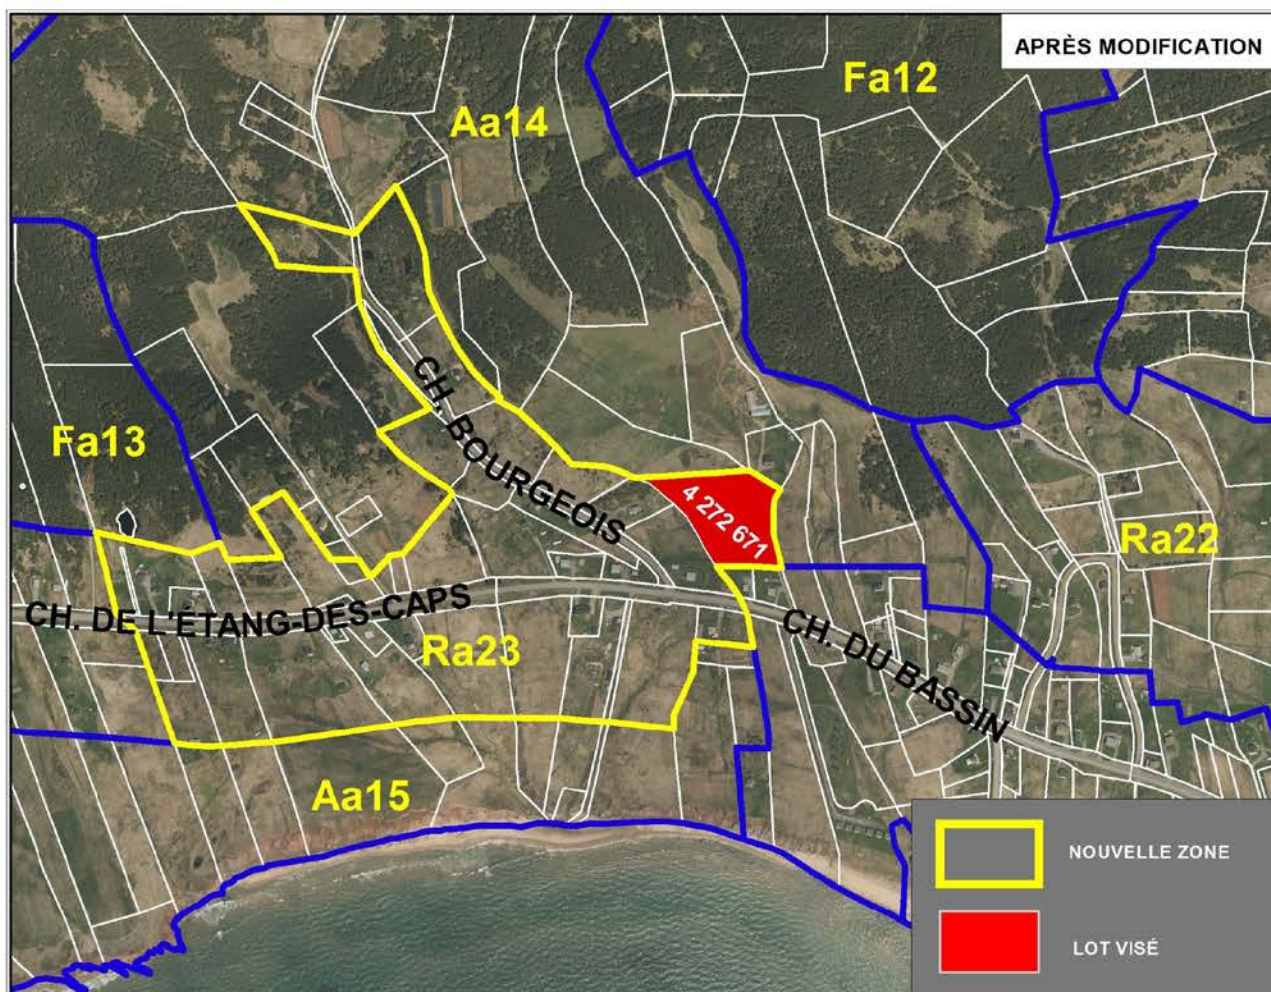 APRÈS MODIFICATION
Fa12
Aa14
CH. BOURGEOIS
Fa13
4 272 671
Ra22
CH. DE L'ÉTANG-DES-CAPS
Ra23
CH. DU BASSIN
Aa15
NOUVELLE ZONE
LOT VISÉ